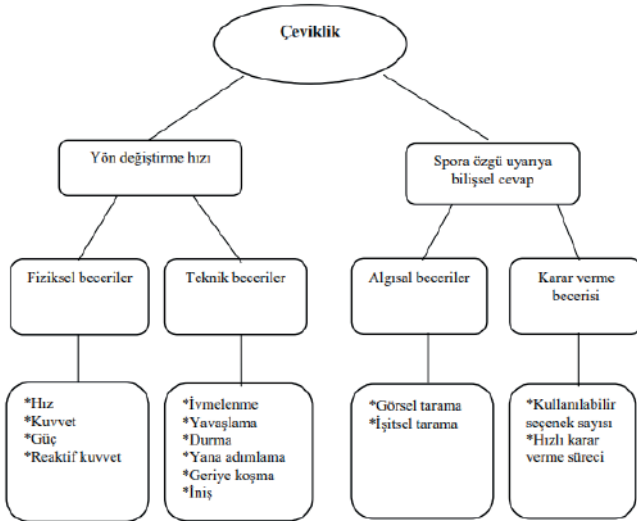 Çeviklik
Yön değiştirme hızı
Spora özgü uyarıya
bilişsel cevap
Fiziksel beceriler
Teknik beceriler
Algısal beceriler
Karar verme
becerisi
*Hız
*Kuvvet
*Güç
*Reaktif kuvvet
*İvmelenme
*Yavaşlama
*Durma
*Yana adımlama
*Geriye koşma
*İniş
*Görsel tarama
*İşitsel tarama
*Kullanılabilir
seçenek sayısı
*Hızlı karar
verme süreci